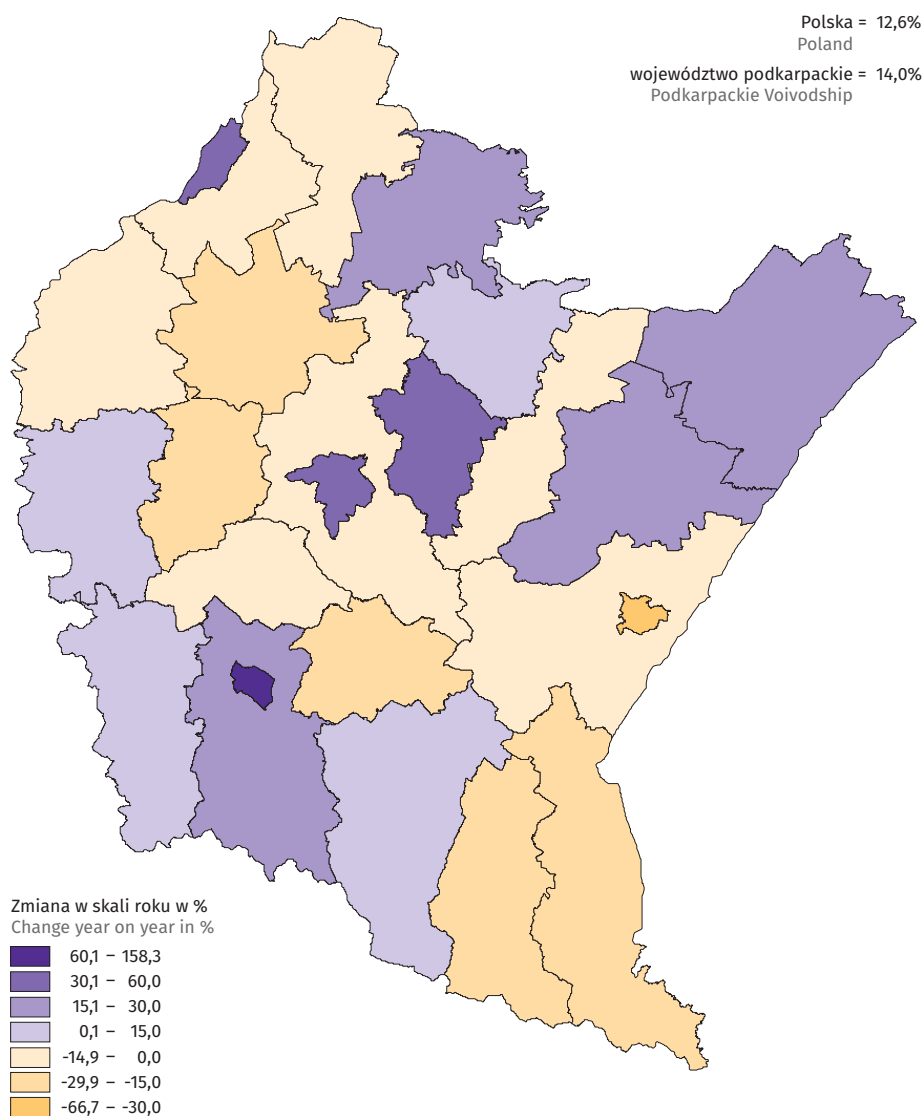 Polska = 12,6%
Poland
województwo podkarpackie = 14,0%
Podkarpackie Voivodship
Zmiana w skali roku w %
Change year on year in %
60,1 – 158,3
30,1 – 60,0
15,1 – 30,0
0,1 – 15,0
-14,9 – 0,0
-29,9 – -15,0
-66,7 – -30,0